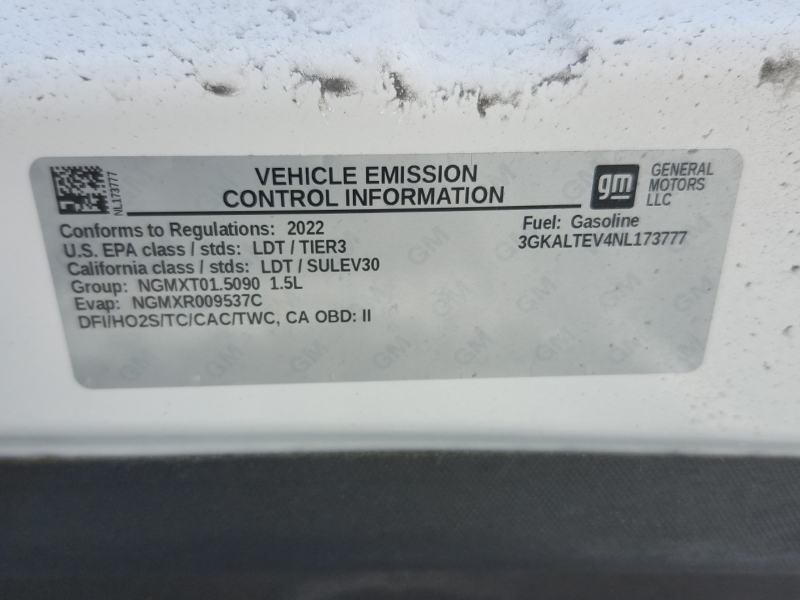 VEHICLE EMISSION
CONTROL INFORMATION
gm
GENERAL
MOTORS
LLC
NL173777
Conforms to Regulations: 2022
U.S. EPA class / stds: LDT / TIER3
California class / stds: LDT / SULEV30
Group: NGMXT01.5090 1.5L
Evap: NGMXR009537C
DFI/HO2S/TC/CAC/TWC, CA OBD: II
Fuel: Gasoline
3GKALTEV4NL173777